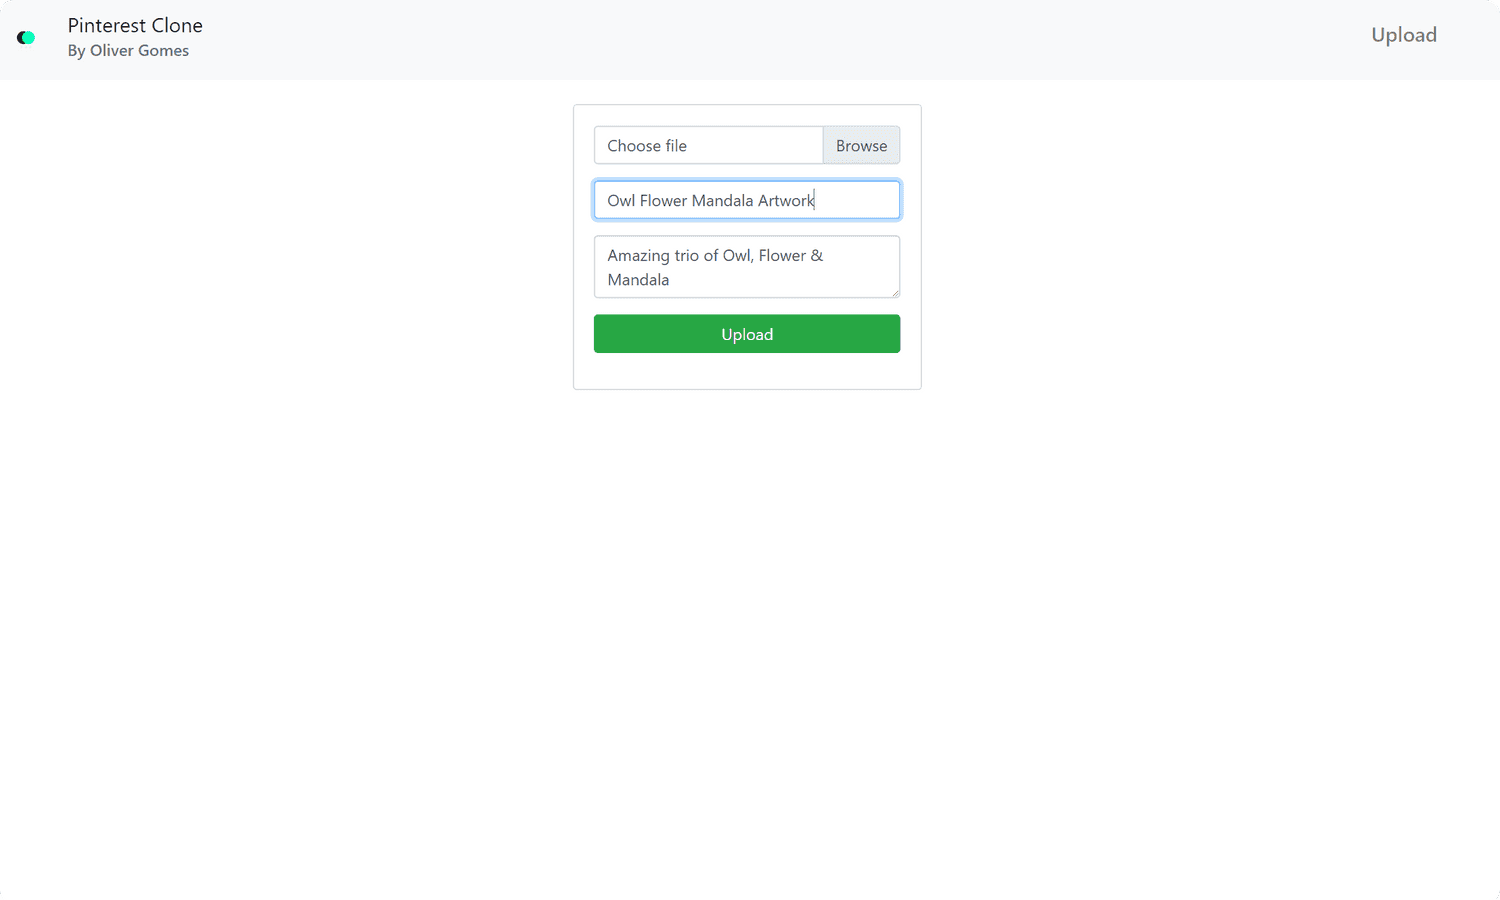 Pinterest Clone
By Oliver Gomes
Upload
Choose file
Browse
Owl Flower Mandala Artwork
Amazing trio of Owl, Flower &
Mandala
Upload